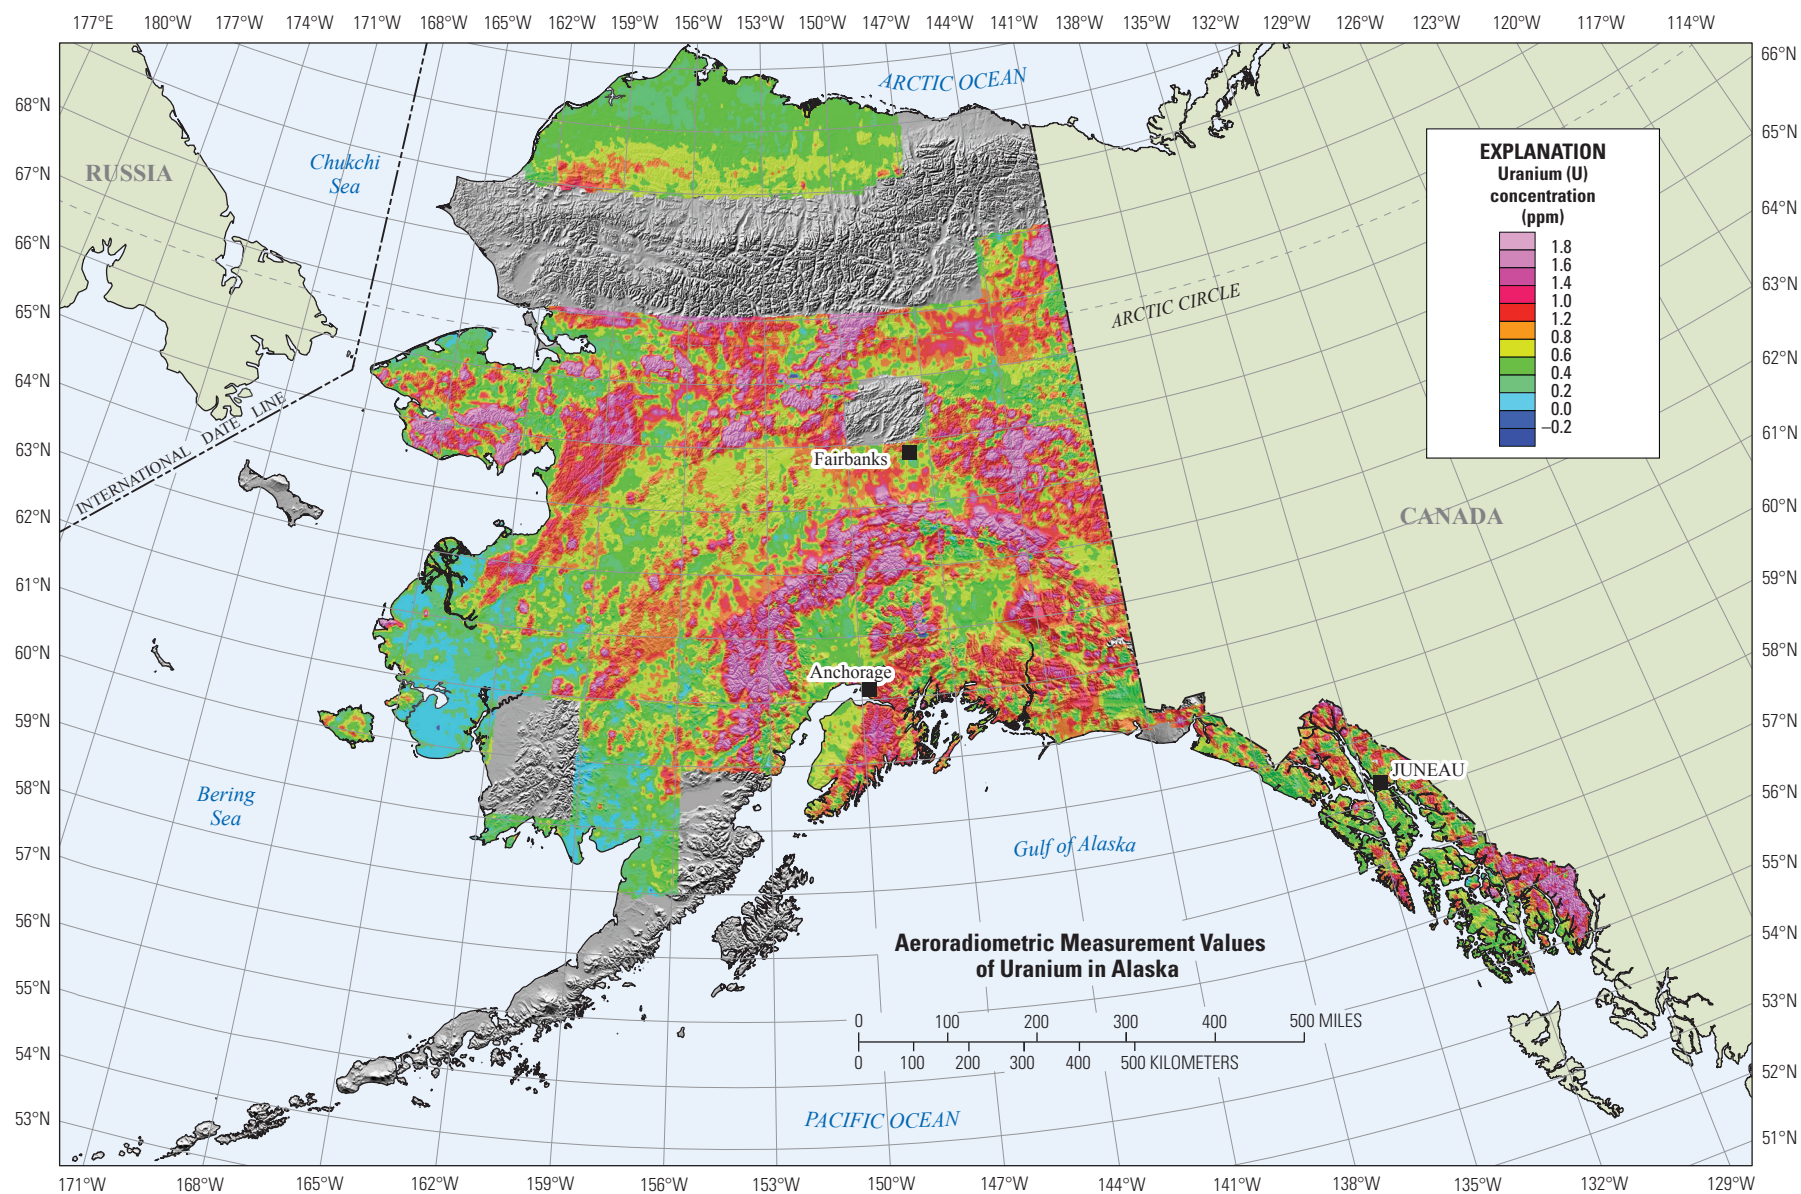 177°E 180°W 177°W 174°W 171°W 168°W 165°W 162°W 159°W 156°W 153°W 150°W 147°W 144°W 141°W 138°W 135°W 132°W 129°W 126°W 123°W 120°W 117°W 114°W
68°N
67°N
66°N
65°N
64°N
63°N
62°N
61°N
60°N
59°N
58°N
57°N
56°N
55°N
54°N
53°N
66°N
65°N
64°N
63°N
62°N
61°N
60°N
59°N
58°N
57°N
56°N
55°N
54°N
53°N
52°N
51°N
ARCTIC OCEAN
RUSSIA
Chukchi
Sea
EXPLANATION
Uranium (U)
concentration
(ppm)
1.8
1.6
1.4
1.0
1.2
0.8
0.6
0.4
0.2
0.0
–0.2
ARCTIC CIRCLE
INTERNATIONAL DATE LINE
Fairbanks
CANADA
Anchorage
JUNEAU
Bering
Sea
Gulf of Alaska
Aeroradiometric Measurement Values
of Uranium in Alaska
0 100 200 300 400 500 MILES
0 100 200 300 400 500 KILOMETERS
PACIFIC OCEAN
171°W 168°W 165°W 162°W 159°W 156°W 153°W 150°W 147°W 144°W 141°W 138°W 135°W 132°W 129°W